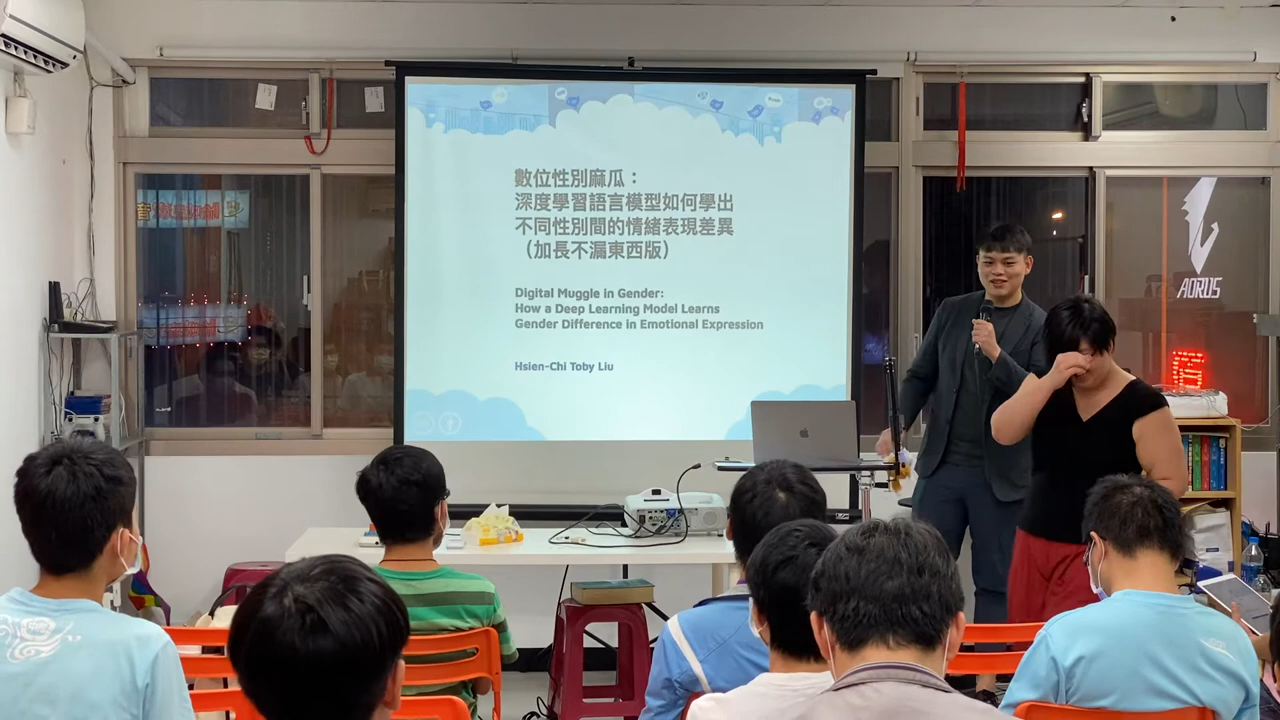 數位性別麻瓜：
深度學習語言模型如何學出
不同性別間的情緒表現差異
（加長不漏東西版）
Digital Muggle in Gender:
How a Deep Learning Model Learns
Gender Difference in Emotional Expression
Hsien-Chi Toby Liu
AORUS